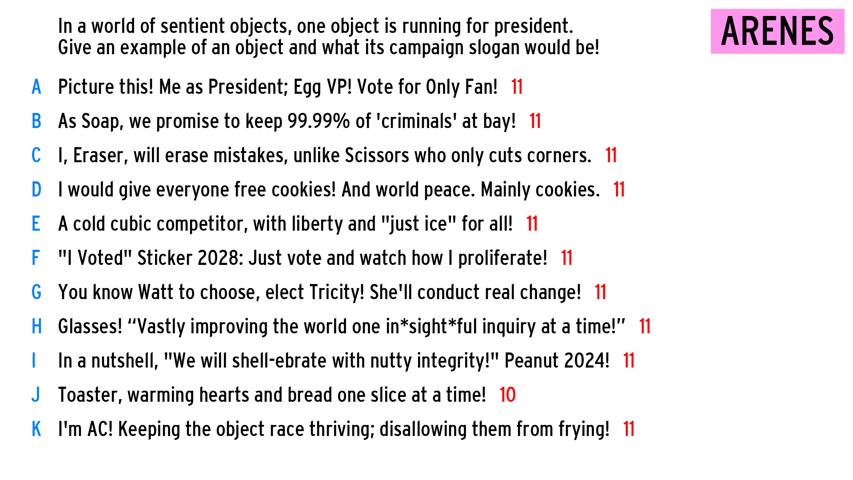 In a world of sentient objects, one object is running for president.
Give an example of an object and what its campaign slogan would be!
ARENES
A Picture this! Me as President; Egg VP! Vote for Only Fan! 11
B As Soap, we promise to keep 99.99% of 'criminals' at bay! 11
C I, Eraser, will erase mistakes, unlike Scissors who only cuts corners. 11
D I would give everyone free cookies! And world peace. Mainly cookies. 11
E A cold cubic competitor, with liberty and "just ice" for all! 11
F "I Voted" Sticker 2028: Just vote and watch how I proliferate! 11
G You know Watt to choose, elect Tricity! She'll conduct real change! 11
H Glasses! “Vastly improving the world one in*sight*ful inquiry at a time!” 11
I In a nutshell, "We will shell-ebrate with nutty integrity!" Peanut 2024! 11
J Toaster, warming hearts and bread one slice at a time! 10
K I'm AC! Keeping the object race thriving; disallowing them from frying! 11